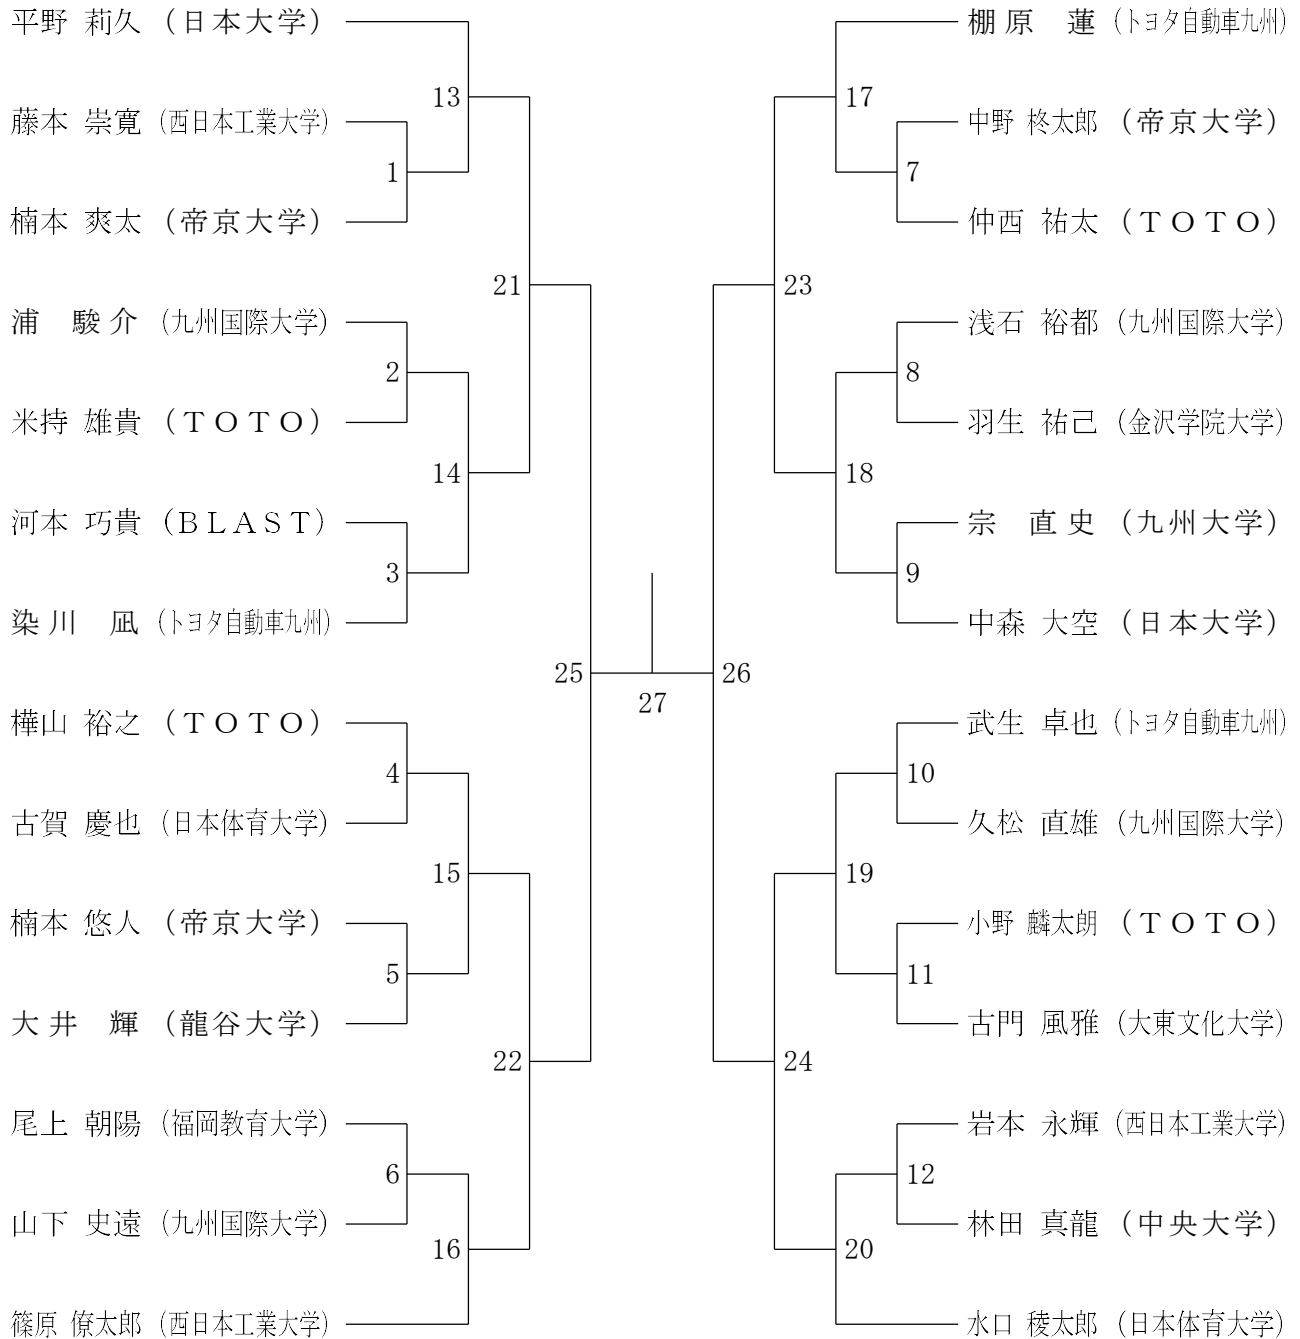 平野 莉久 (日本大学)
藤本 崇寛 (西日本工業大学)
楠本 爽太 (帝京大学)
浦 駿介 (九州国際大学)
米持 雄貴 (TOTO)
河本 巧貴 (BLAST)
染川 凪 (トヨタ自動車九州)
樺山 裕之 (TOTO)
古賀 慶也 (日本体育大学)
楠本 悠人 (帝京大学)
大井 輝 (龍谷大学)
尾上 朝陽 (福岡教育大学)
山下 史遠 (九州国際大学)
篠原 僚太郎 (西日本工業大学)
1
2
3
4
5
6
13
14
15
16
21
22
25
27
26
23
24
17
18
19
20
7
8
9
10
11
12
棚原 蓮 (トヨタ自動車九州)
中野 柊太郎 (帝京大学)
仲西 祐太 (TOTO)
浅石 裕都 (九州国際大学)
羽生 祐己 (金沢学院大学)
宗 直史 (九州大学)
中森 大空 (日本大学)
武生 卓也 (トヨタ自動車九州)
久松 直雄 (九州国際大学)
小野 麟太朗 (TOTO)
古門 風雅 (大東文化大学)
岩本 永輝 (西日本工業大学)
林田 真龍 (中央大学)
水口 稜太郎 (日本体育大学)